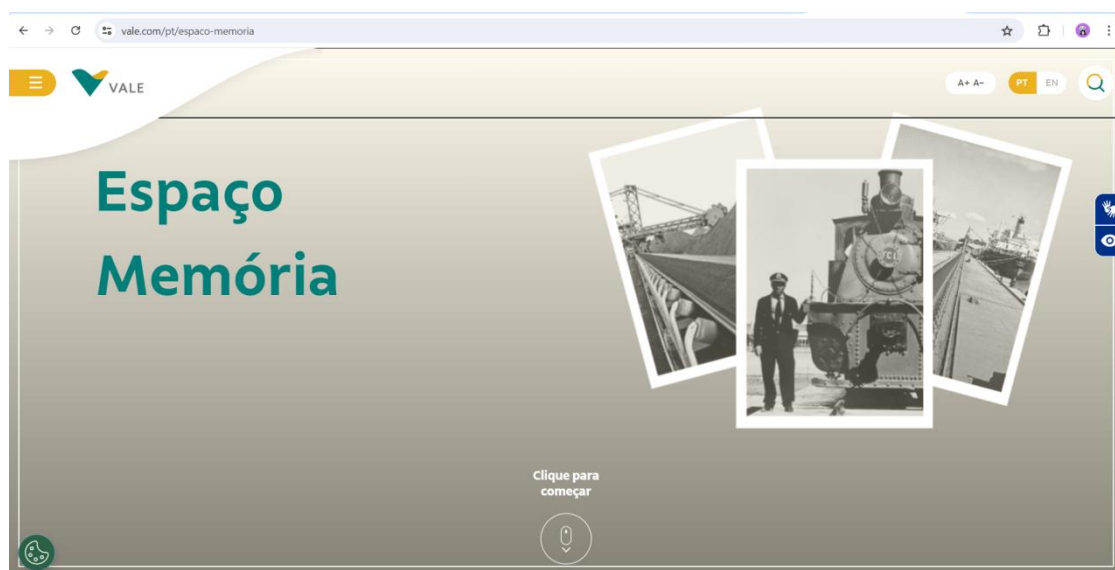 vale.com/pt/espaco-memoria
VALE
A+ A-
PT EN
Espaço
Memória
Clique para
começar